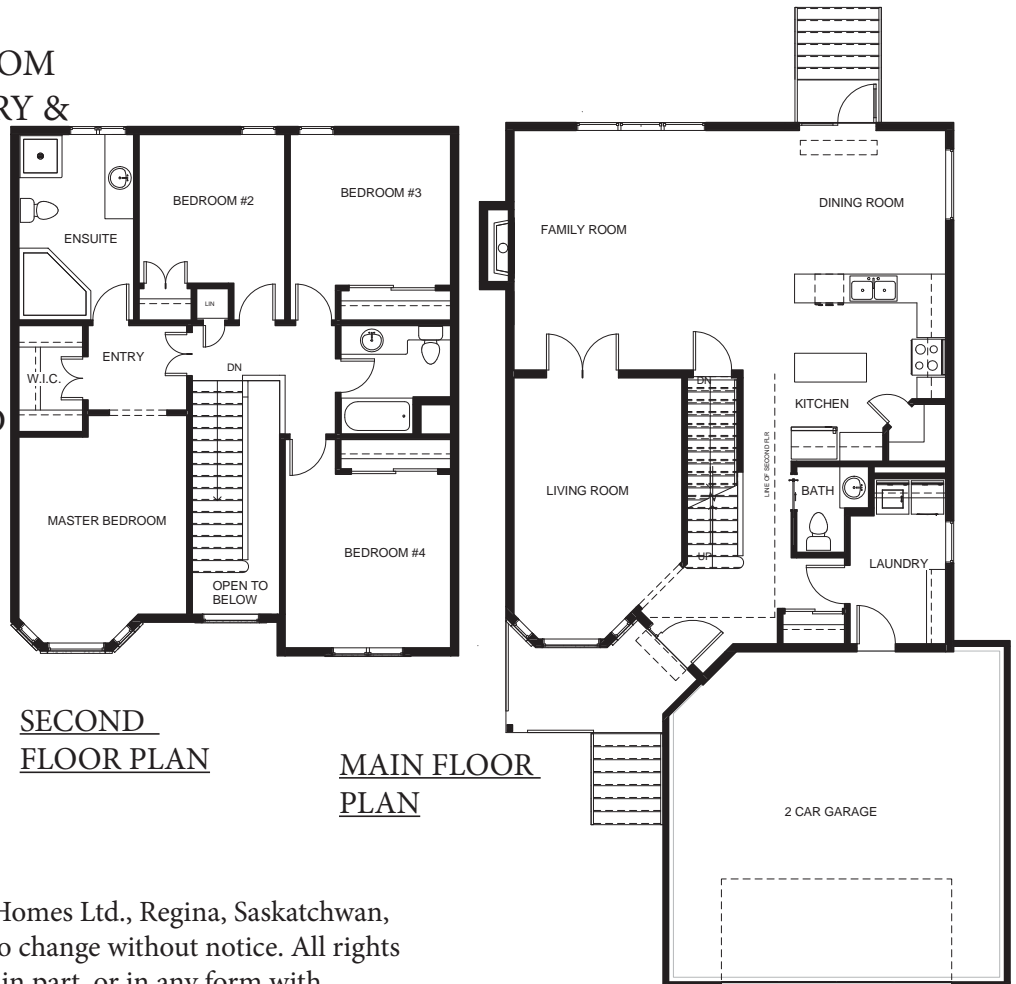 OM
RY &
BEDROOM #2
BEDROOM #3
ENSUITE
LIN
ENTRY
W.I.C.
DN
MASTER BEDROOM
BEDROOM #4
OPEN TO
BELOW
SECOND
FLOOR PLAN
FAMILY ROOM
DINING ROOM
DN
KITCHEN
LINE OF SECOND FLR
LIVING ROOM
BATH
UP
LAUNDRY
MAIN FLOOR
PLAN
2 CAR GARAGE
Homes Ltd., Regina, Saskatchwan,
o change without notice. All rights
in part, or in any form with